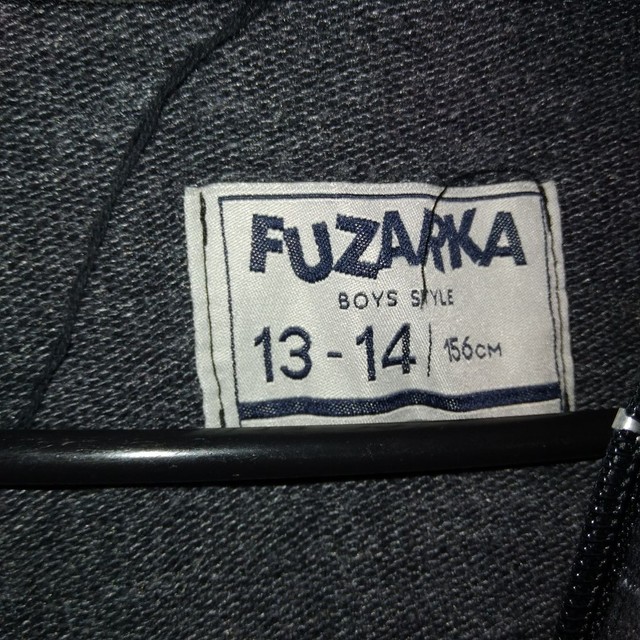 FUZARKA
BOYS STYLE
13 - 14 / 156CM